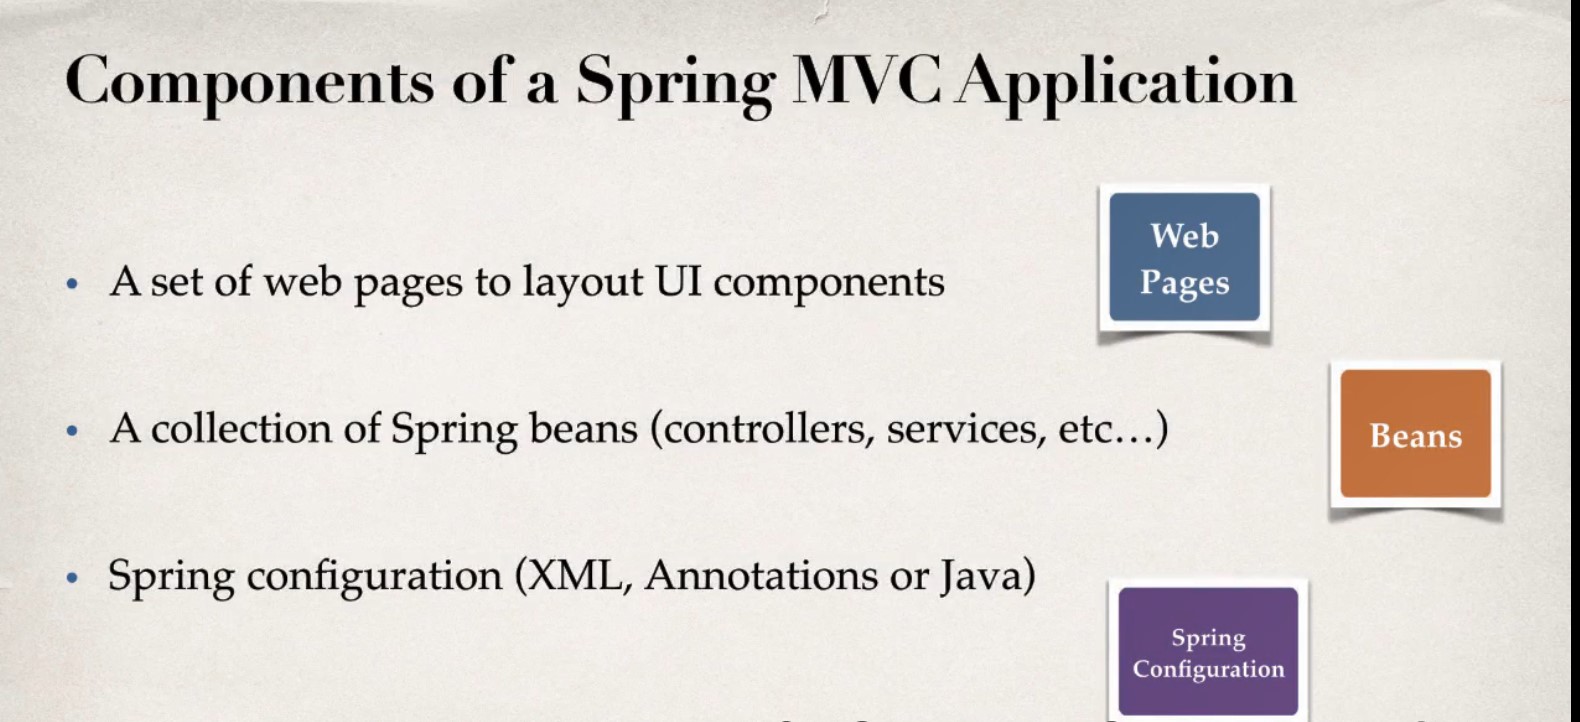 Components of a Spring MVC Application
Web
Pages
• A set of web pages to layout UI components
• A collection of Spring beans (controllers, services, etc…)
Beans
• Spring configuration (XML, Annotations or Java)
Spring
Configuration